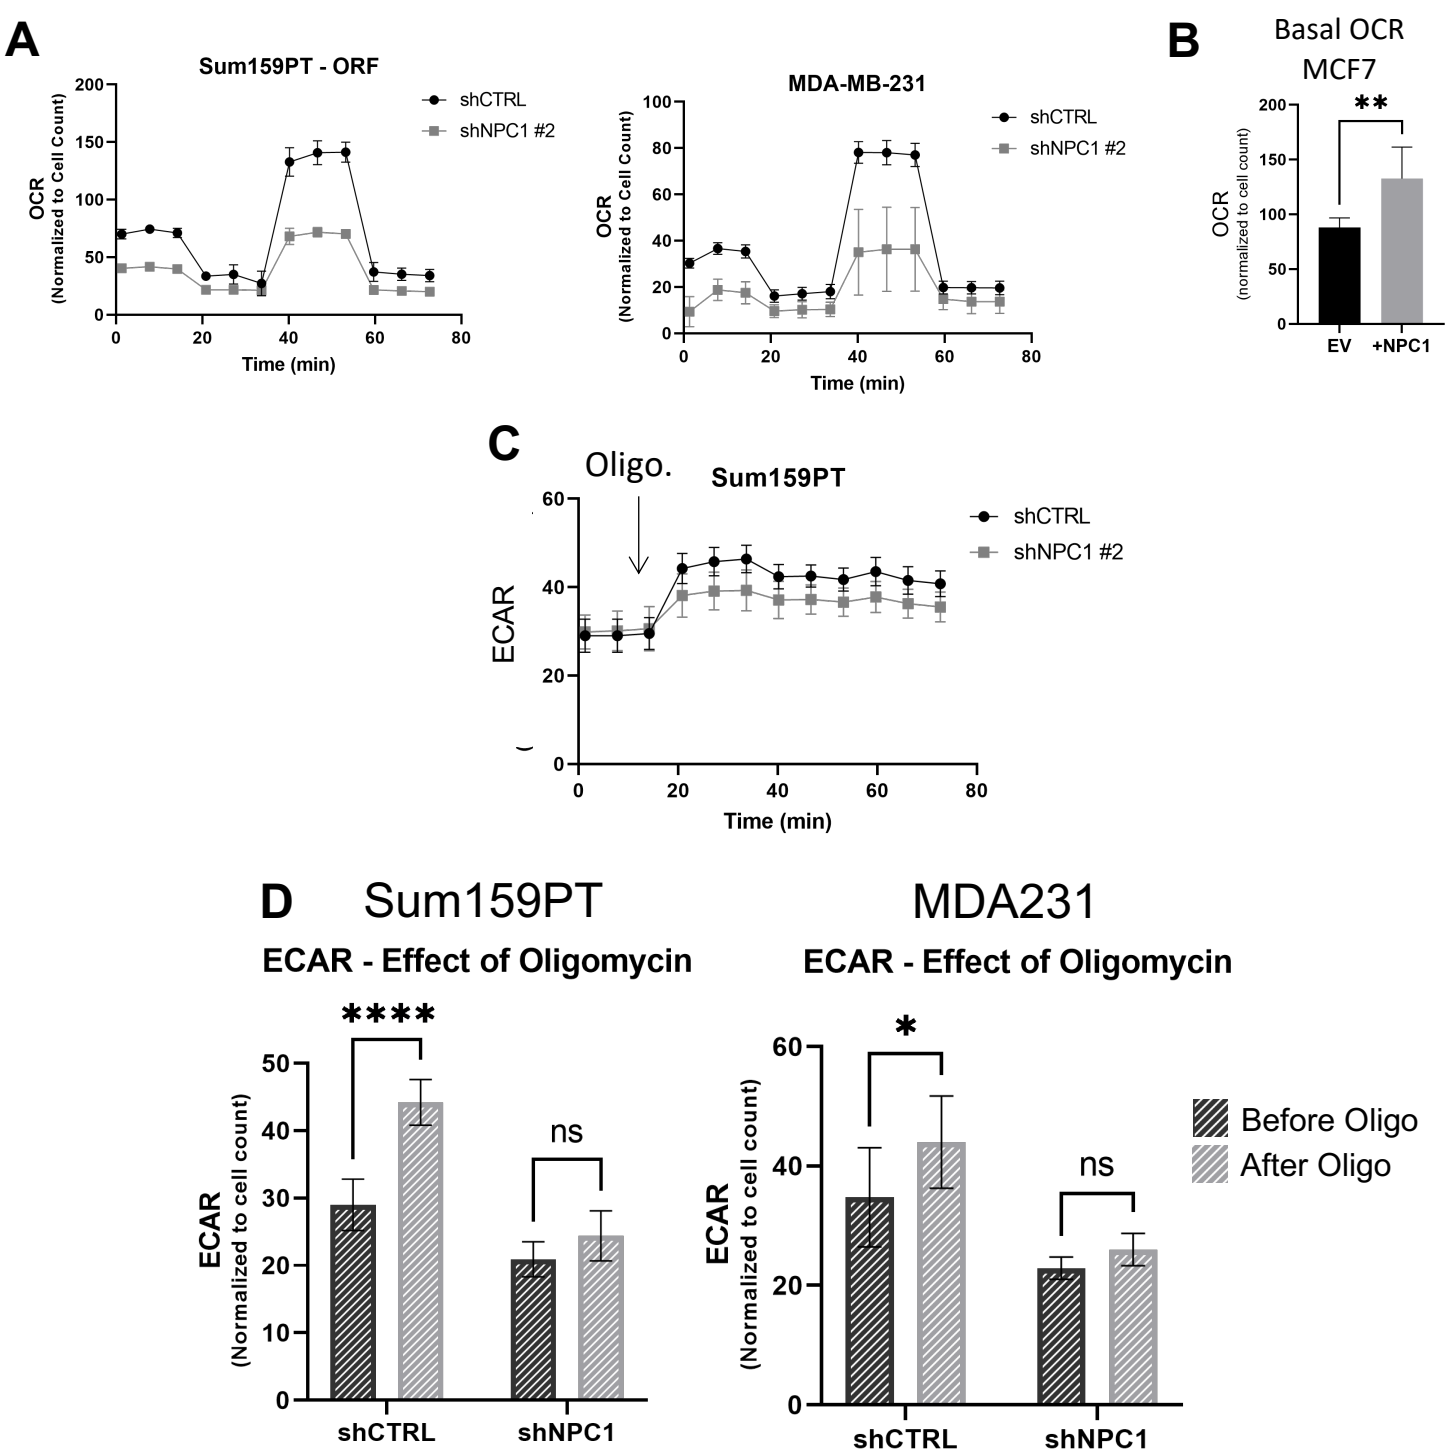 A
Sum159PT - ORF
OCR
(Normalized to Cell Count)
200
150
100
50
0
0 20 40 60 80
Time (min)
shCTRL
shNPC1 #2
MDA-MB-231
OCR
(Normalized to Cell Count)
100
80
60
40
20
0
0 20 40 60 80
Time (min)
shCTRL
shNPC1 #2
B
Basal OCR
MCF7
**
OCR
(normalized to cell count)
200
150
100
50
0
EV +NPC1
C
Oligo.
Sum159PT
ECAR
60
40
20
0
0 20 40 60 80
Time (min)
shCTRL
shNPC1 #2
D
Sum159PT
ECAR - Effect of Oligomycin
****
ns
ECAR
(Normalized to cell count)
50
40
30
20
10
0
shCTRL shNPC1
MDA231
ECAR - Effect of Oligomycin
*
ns
ECAR
(Normalized to cell count)
60
40
20
0
shCTRL shNPC1
Before Oligo
After Oligo